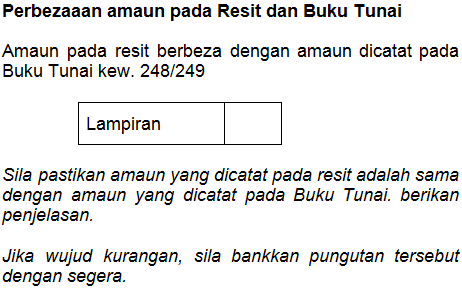 Perbezaaan amaun pada Resit dan Buku Tunai
Amaun pada resit berbeza dengan amaun dicatat pada
Buku Tunai kew. 248/249
Lampiran
Sila pastikan amaun yang dicatat pada resit adalah sama
dengan amaun yang dicatat pada Buku Tunai. berikan
penjelasan.
Jika wujud kurangan, sila bankkan pungutan tersebut
dengan segera.